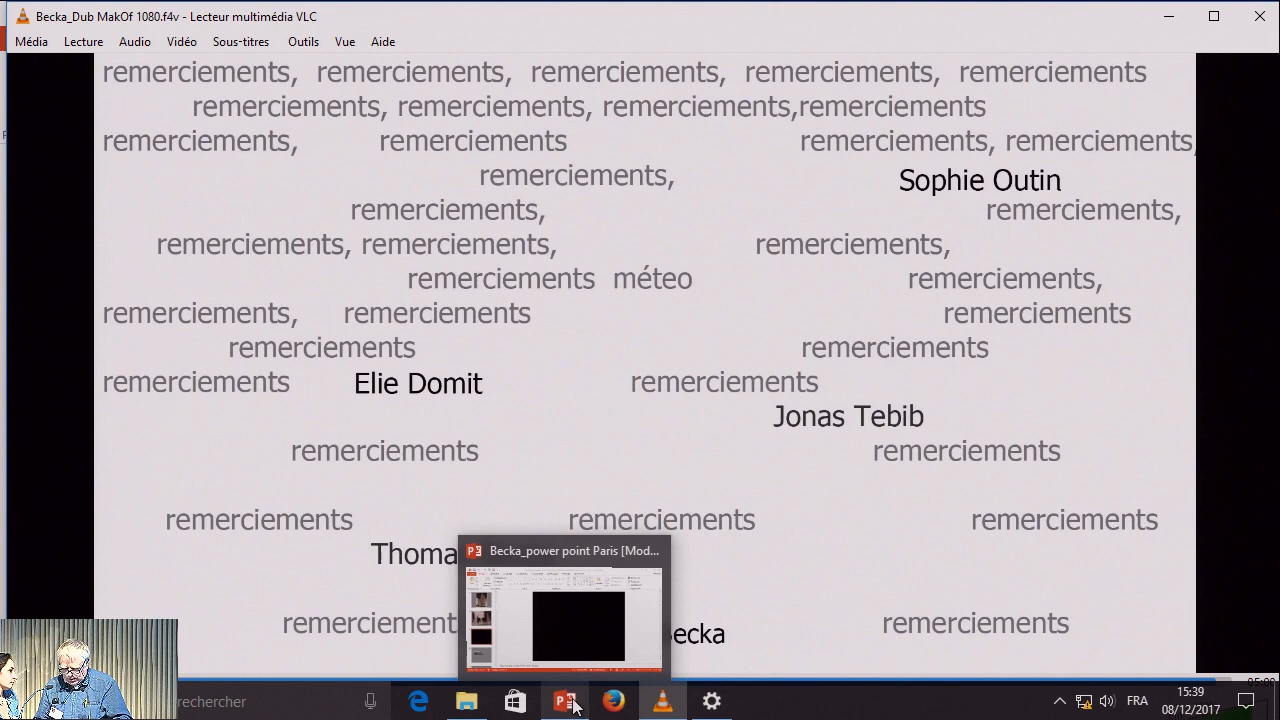 Becka_Dub MakOf 1080.f4v - Lecteur multimédia VLC
Média Lecture Audio Vidéo Sous-titres Outils Vue Aide
remerciements, remerciements, remerciements, remerciements, remerciements
remerciements, remerciements, remerciements,remerciements
remerciements, remerciements remerciements, remerciements,
remerciements, Sophie Outin
remerciements, remerciements,
remerciements, remerciements, remerciements,
remerciements méteo remerciements,
remerciements, remerciements remerciements
remerciements remerciements
remerciements Elie Domit remerciements
Jonas Tebib
remerciements remerciements
remerciements remerciements remerciements
Thoma
Becka_power point Paris [Mod...
remerciement ecka remerciements
rechercher FRA 15:39
08/12/2017